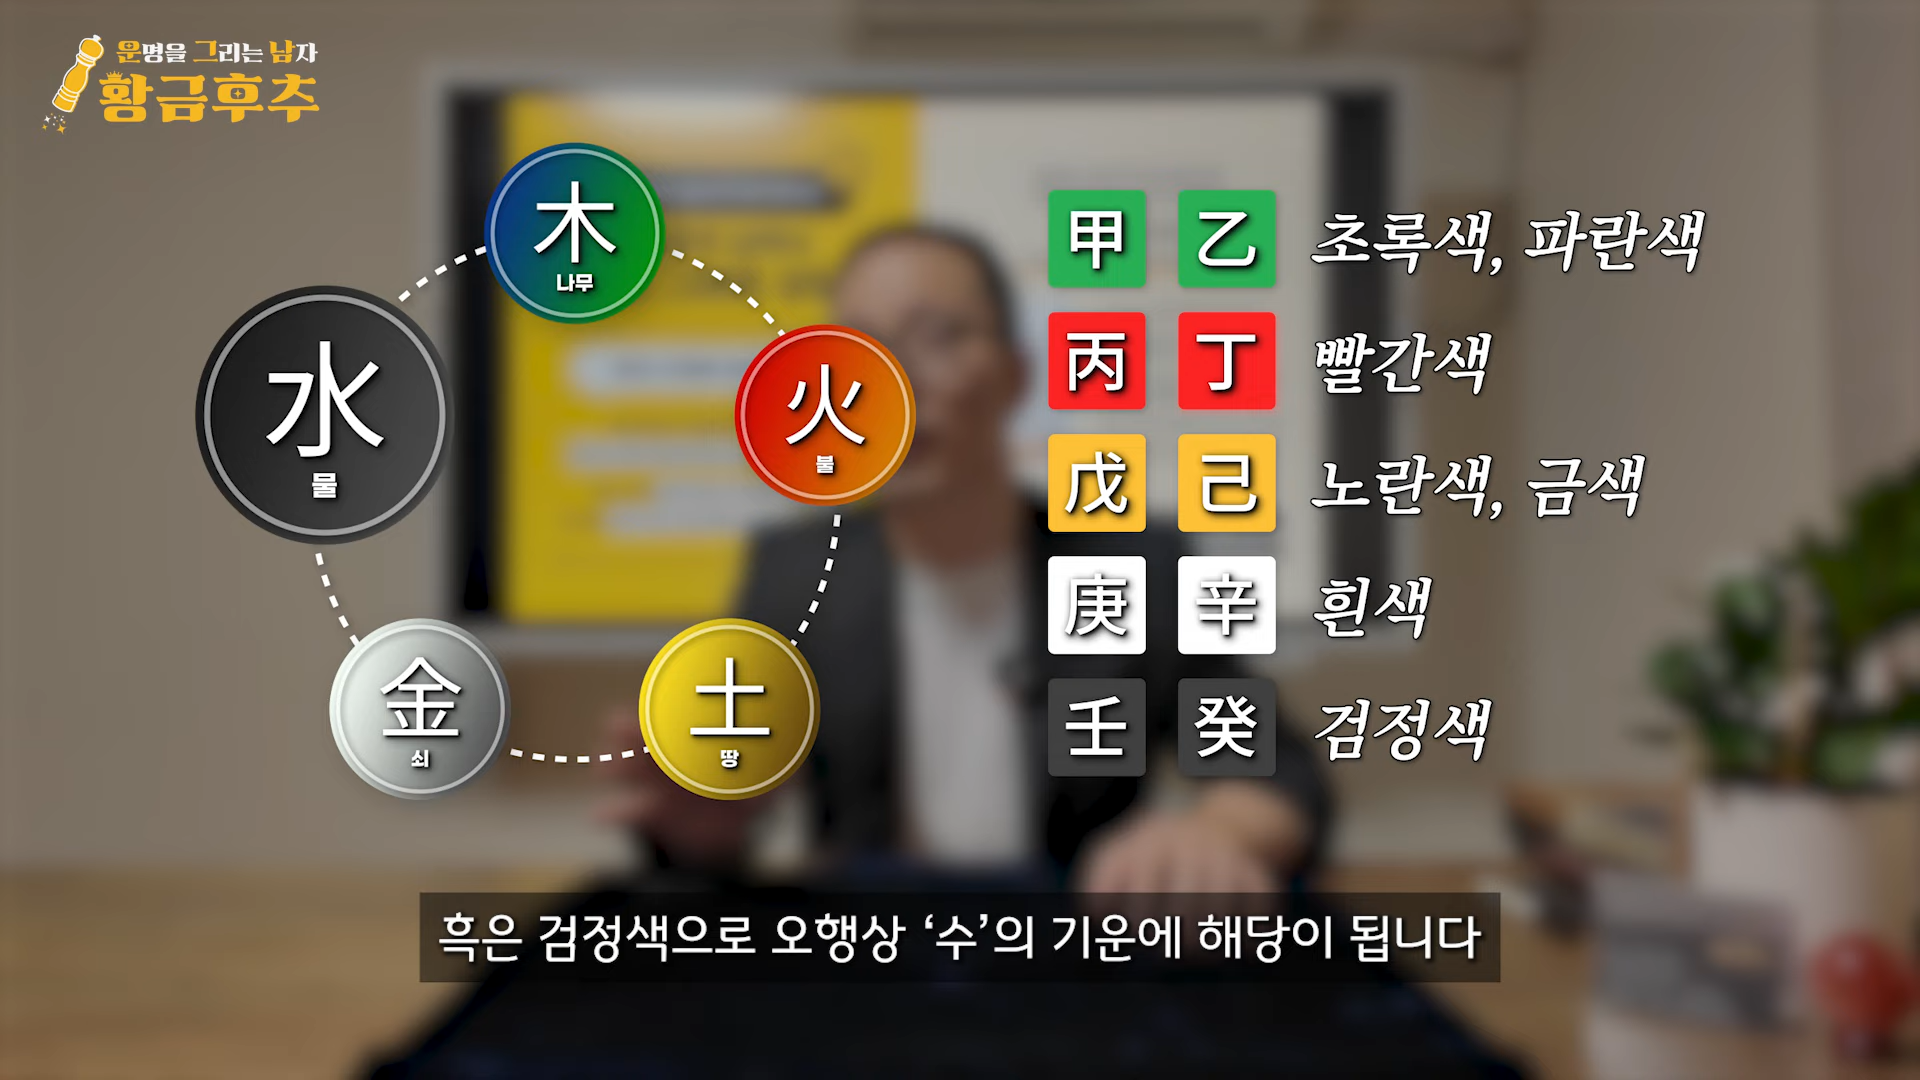 운명을 그리는 남자
황금후추
木
나무
水
물
火
불
金
쇠
土
땅
甲 乙 초록색, 파란색
丙 丁 빨간색
戊 己 노란색, 금색
庚 辛 흰색
壬 癸 검정색
흑은 검정색으로 오행상 ‘수’의 기운에 해당이 됩니다